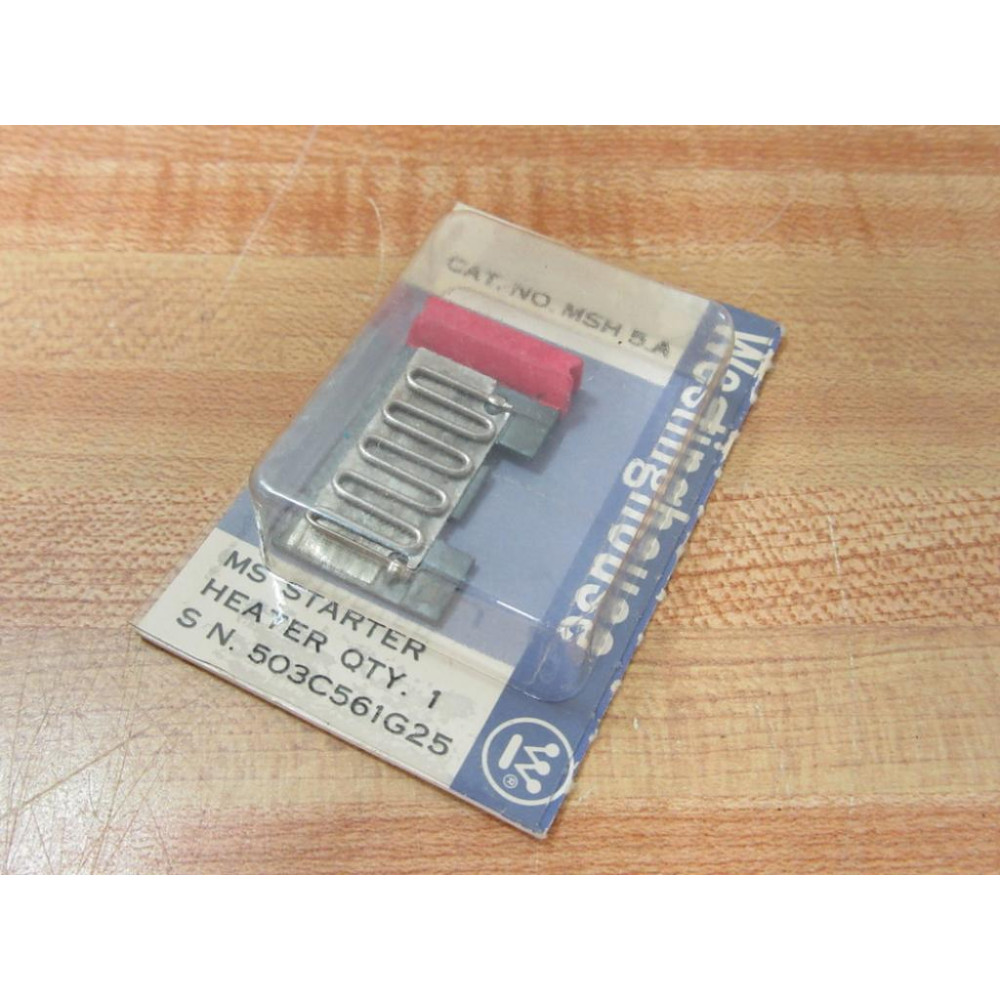 CAT. NO. MSH 5.A
Westinghouse
MS STARTER
HEATER QTY. 1
S N. 503C561G25
W
®